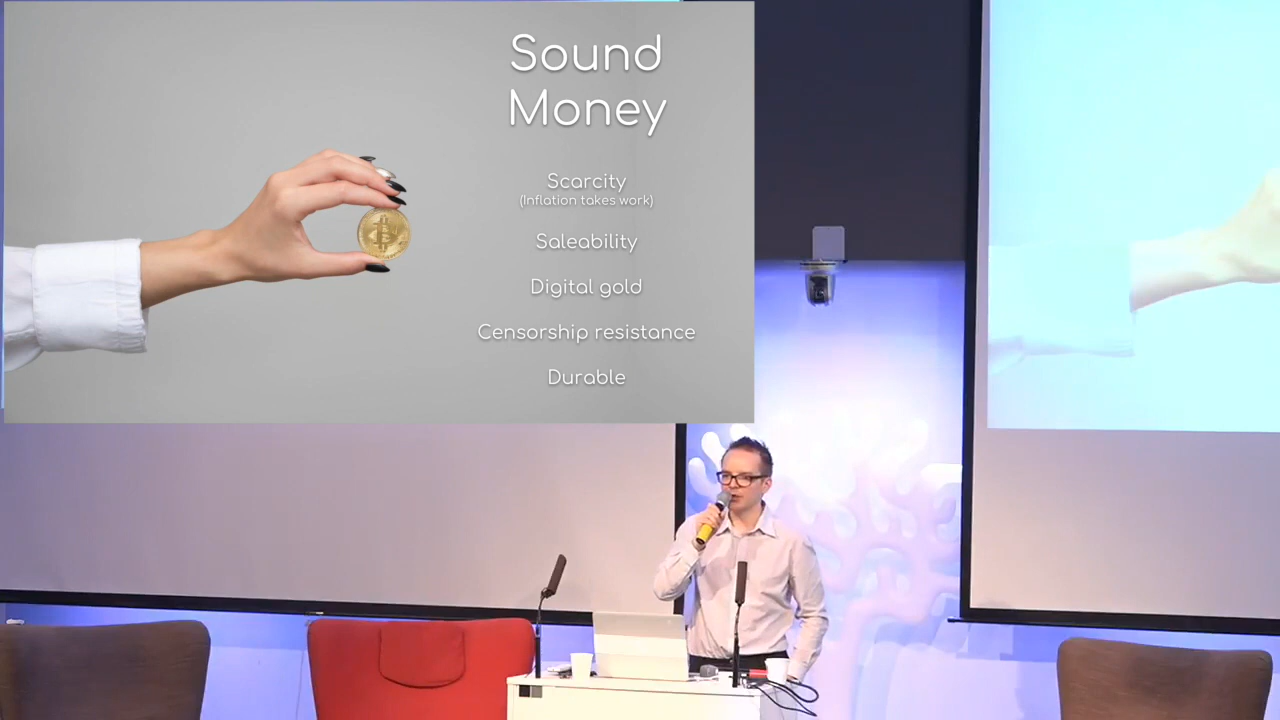 Sound
Money
Scarcity
(Inflation takes work)
Saleability
Digital gold
Censorship resistance
Durable